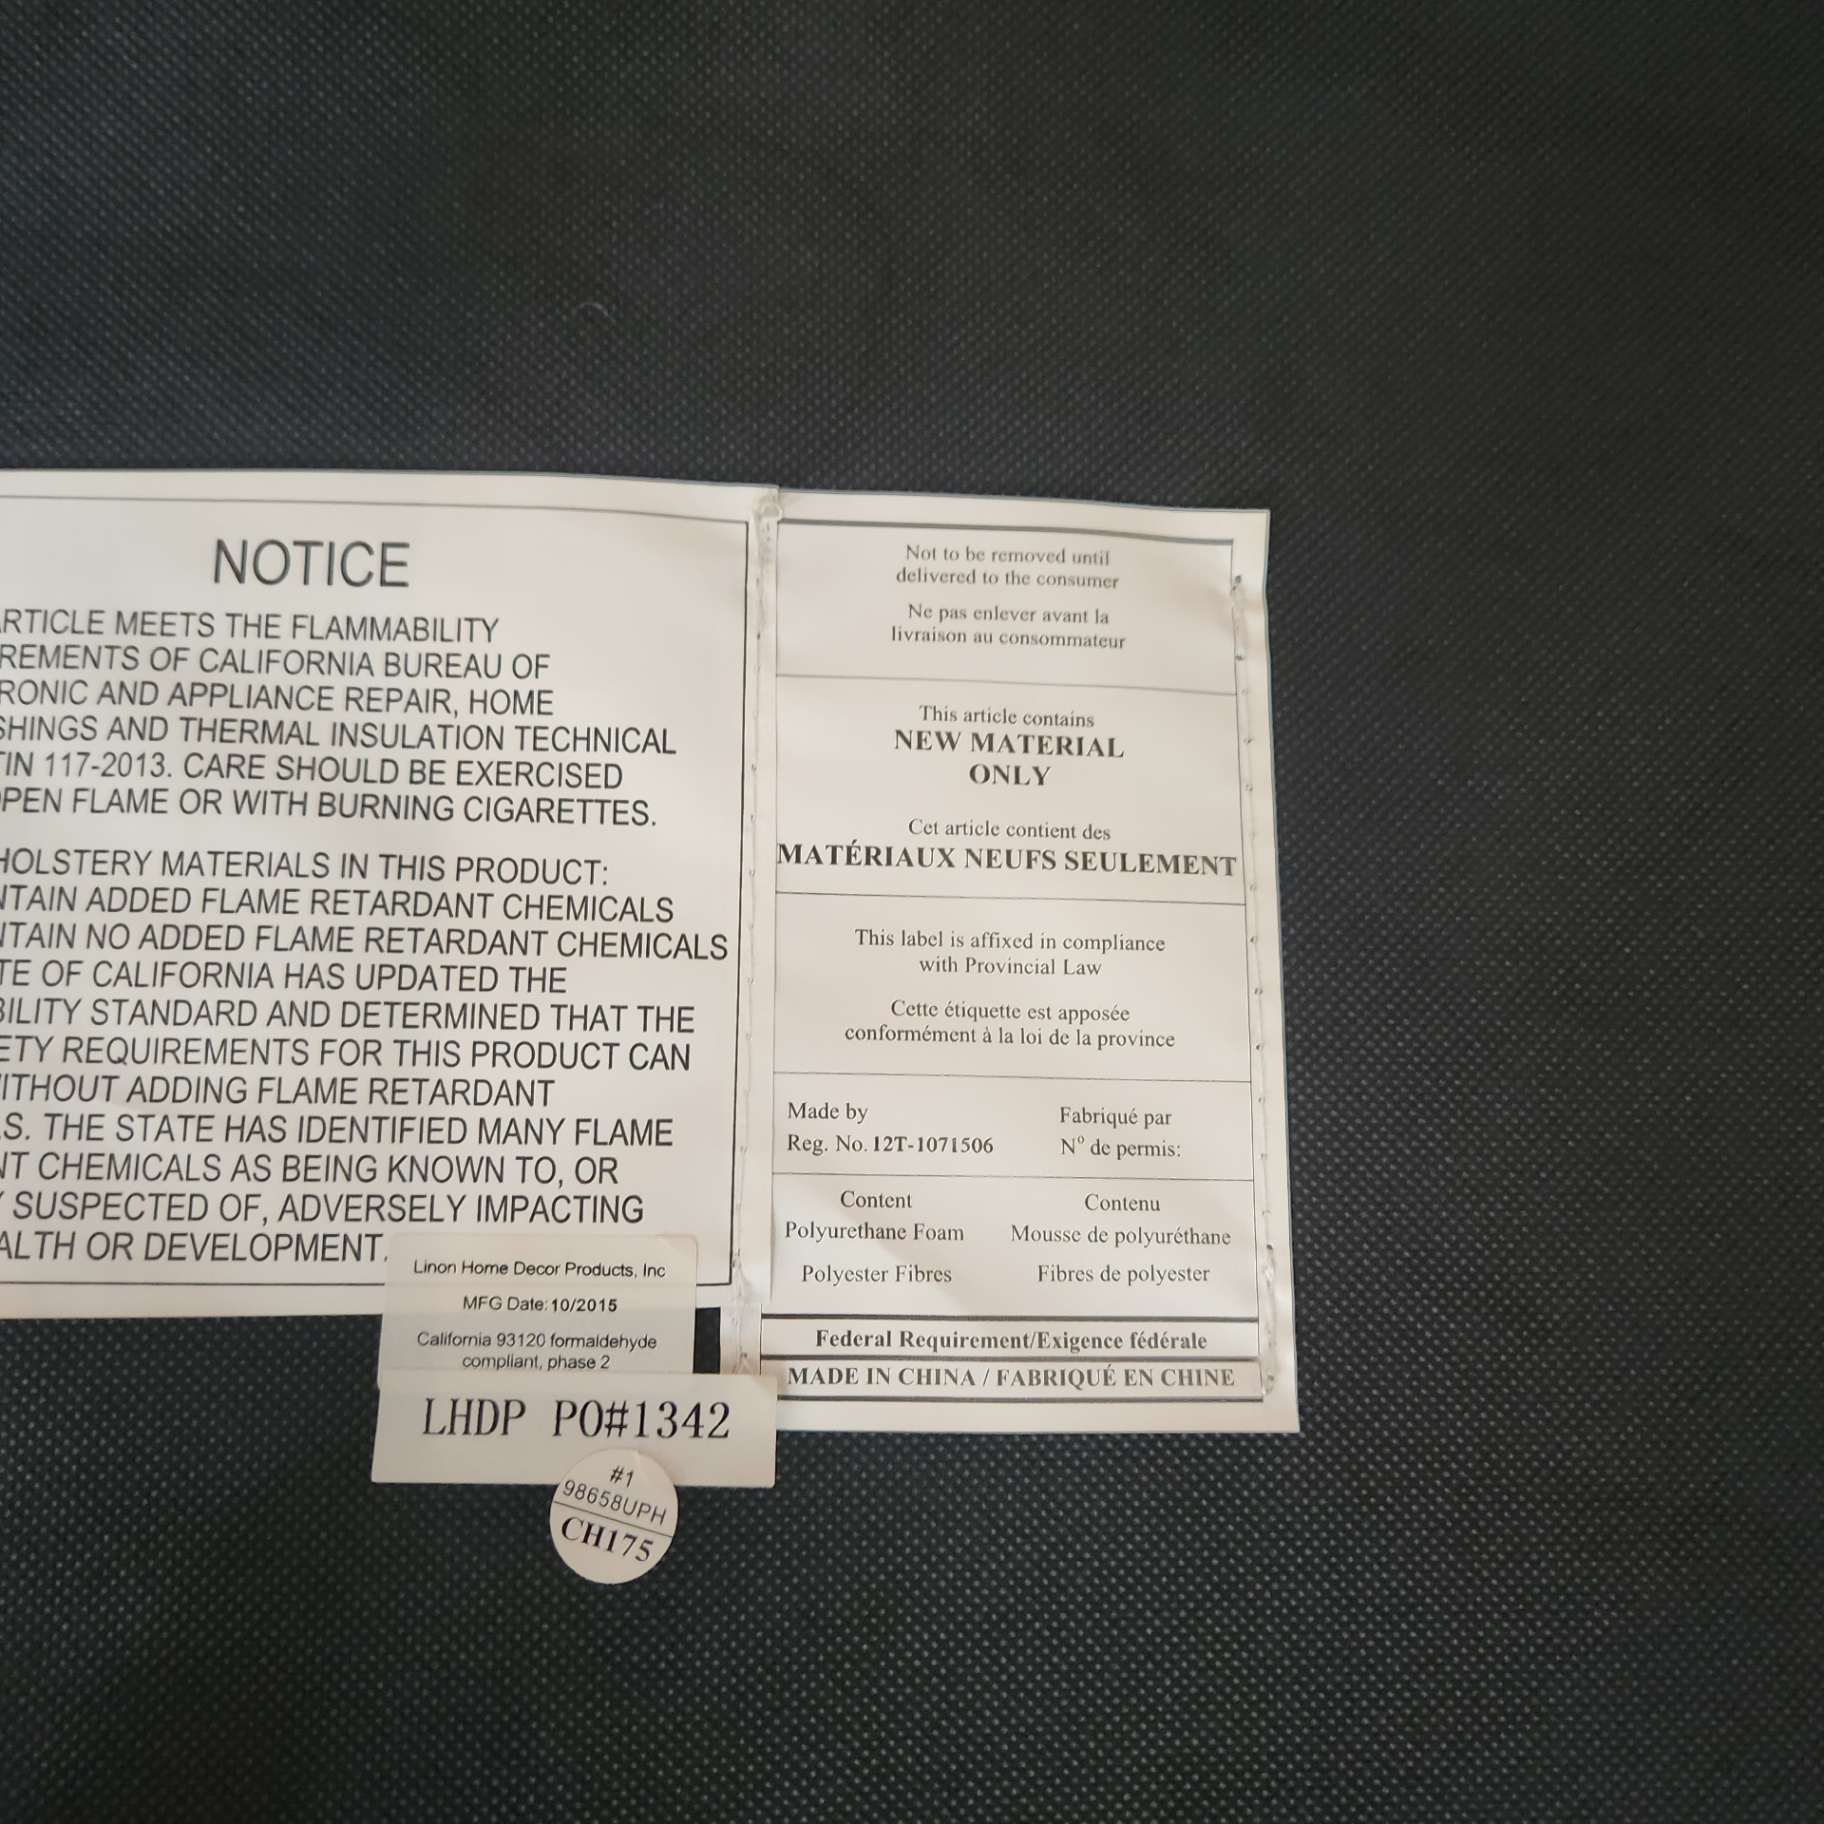 NOTICE
ARTICLE MEETS THE FLAMMABILITY
REMENTS OF CALIFORNIA BUREAU OF
RONIC AND APPLIANCE REPAIR, HOME
SHINGS AND THERMAL INSULATION TECHNICAL
TIN 117-2013. CARE SHOULD BE EXERCISED
OPEN FLAME OR WITH BURNING CIGARETTES.
HOLSTERY MATERIALS IN THIS PRODUCT:
NTAIN ADDED FLAME RETARDANT CHEMICALS
NTAIN NO ADDED FLAME RETARDANT CHEMICALS
TE OF CALIFORNIA HAS UPDATED THE
BILITY STANDARD AND DETERMINED THAT THE
ETY REQUIREMENTS FOR THIS PRODUCT CAN
WITHOUT ADDING FLAME RETARDANT
LS. THE STATE HAS IDENTIFIED MANY FLAME
NT CHEMICALS AS BEING KNOWN TO, OR
Y SUSPECTED OF, ADVERSELY IMPACTING
ALTH OR DEVELOPMENT.
Linon Home Decor Products, Inc
MFG Date: 10/2015
California 93120 formaldehyde
compliant, phase 2
LHDP PO#1342
#1
98658UPH
CH175
Not to be removed until
delivered to the consumer
Ne pas enlever avant la
livraison au consommateur
This article contains
NEW MATERIAL
ONLY
Cet article contient des
MATÉRIAUX NEUFS SEULEMENT
This label is affixed in compliance
with Provincial Law
Cette étiquette est apposée
conformément à la loi de la province
Made by Fabriqué par
Reg. No. 12T-1071506 Nº de permis:
Content Contenu
Polyurethane Foam Mousse de polyuréthane
Polyester Fibres Fibres de polyester
Federal Requirement/Exigence fédérale
MADE IN CHINA / FABRIQUÉ EN CHINE